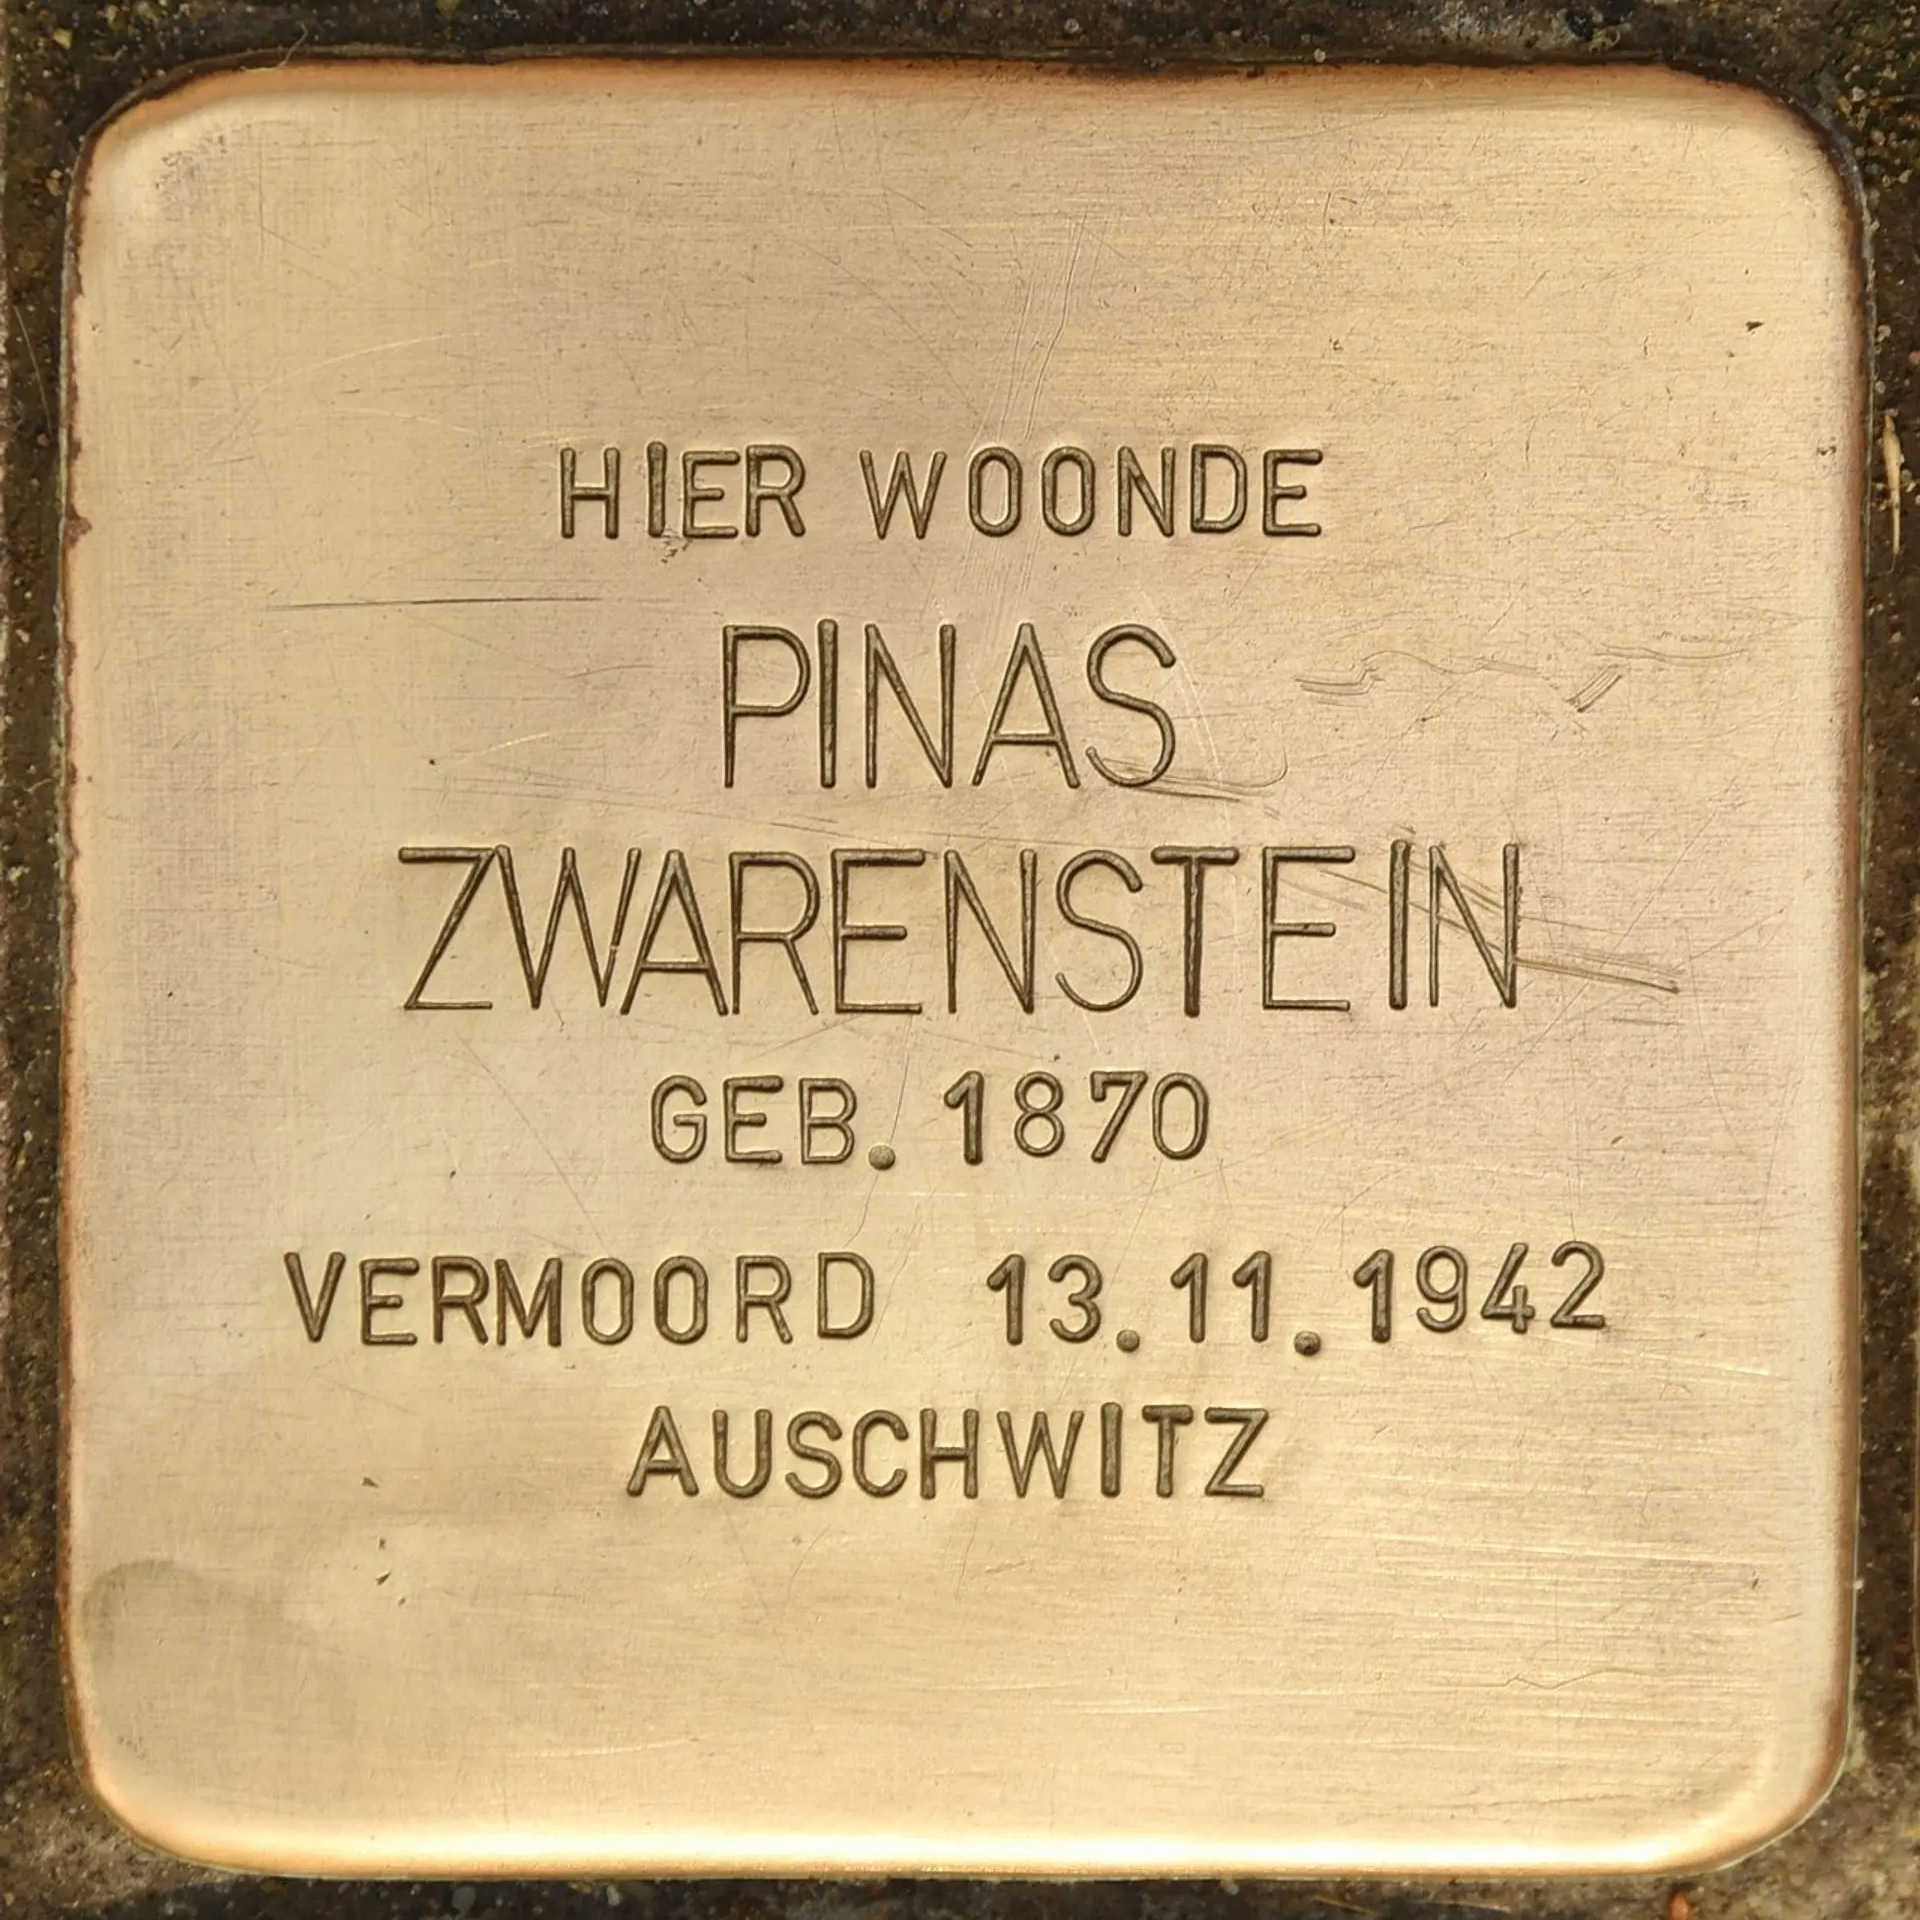 HIER WOONDE
PINAS
ZWARENSTEIN
GEB. 1870
VERMOORD 13.11.1942
AUSCHWITZ